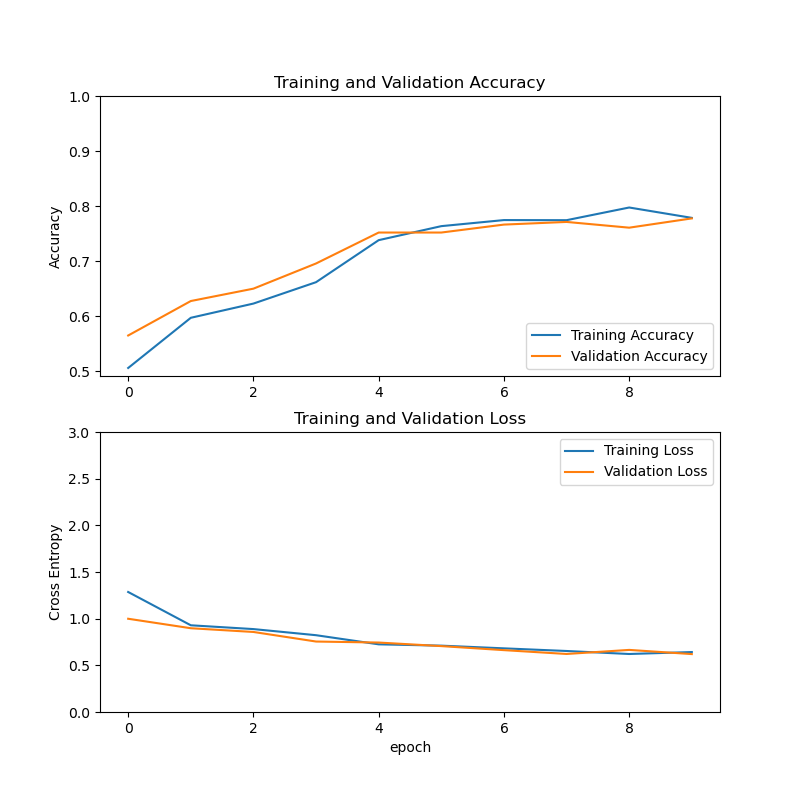 Training and Validation Accuracy
1.0
0.9
0.8
0.7
0.6
0.5
Accuracy
Training Accuracy
Validation Accuracy
0 2 4 6 8
Training and Validation Loss
3.0
2.5
2.0
1.5
1.0
0.5
0.0
Cross Entropy
Training Loss
Validation Loss
0 2 4 6 8
epoch